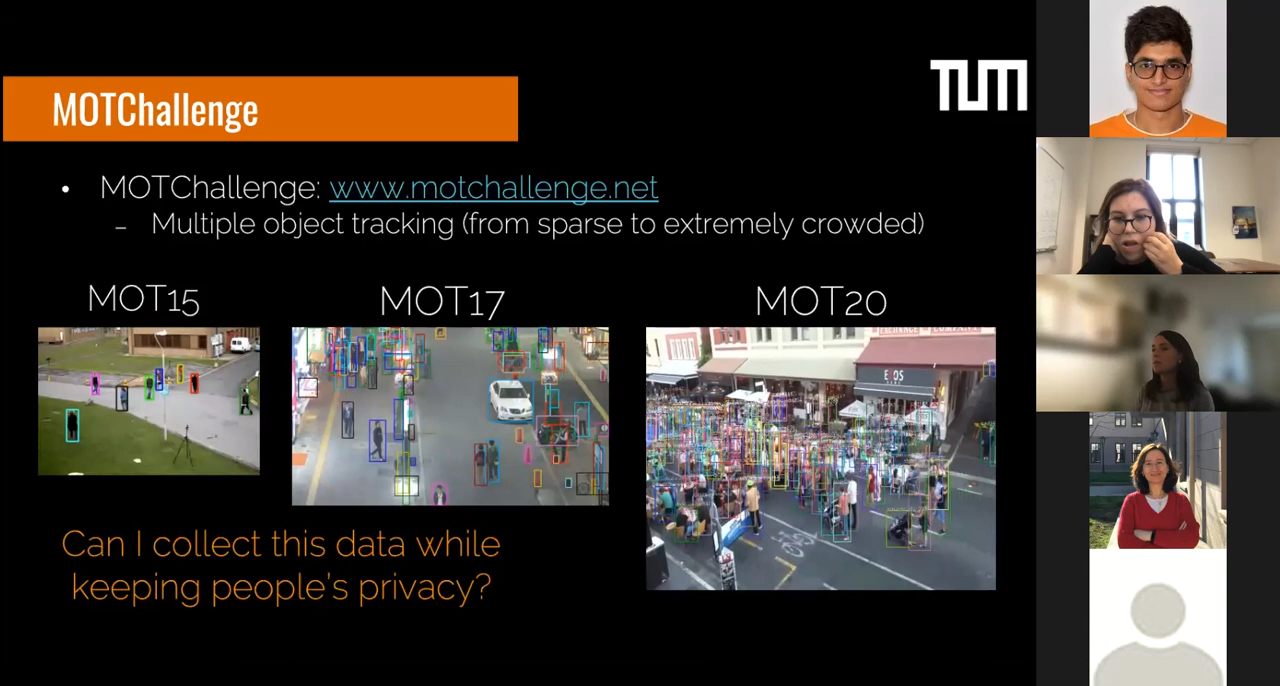 TUM
MOTChallenge
• MOTChallenge: www.motchallenge.net
– Multiple object tracking (from sparse to extremely crowded)
MOT15
MOT17
MOT20
Can I collect this data while
keeping people's privacy?